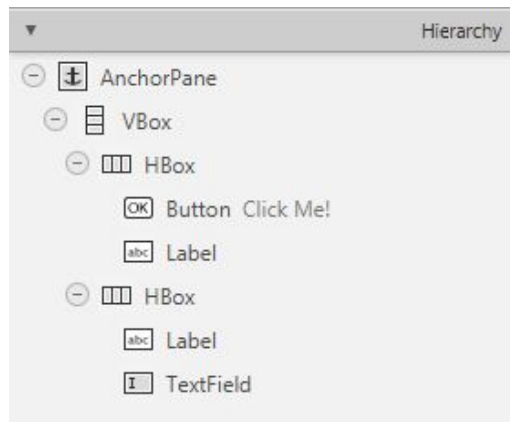 Hierarchy
AnchorPane
VBox
HBox
OK Button Click Me!
abc Label
HBox
abc Label
I TextField